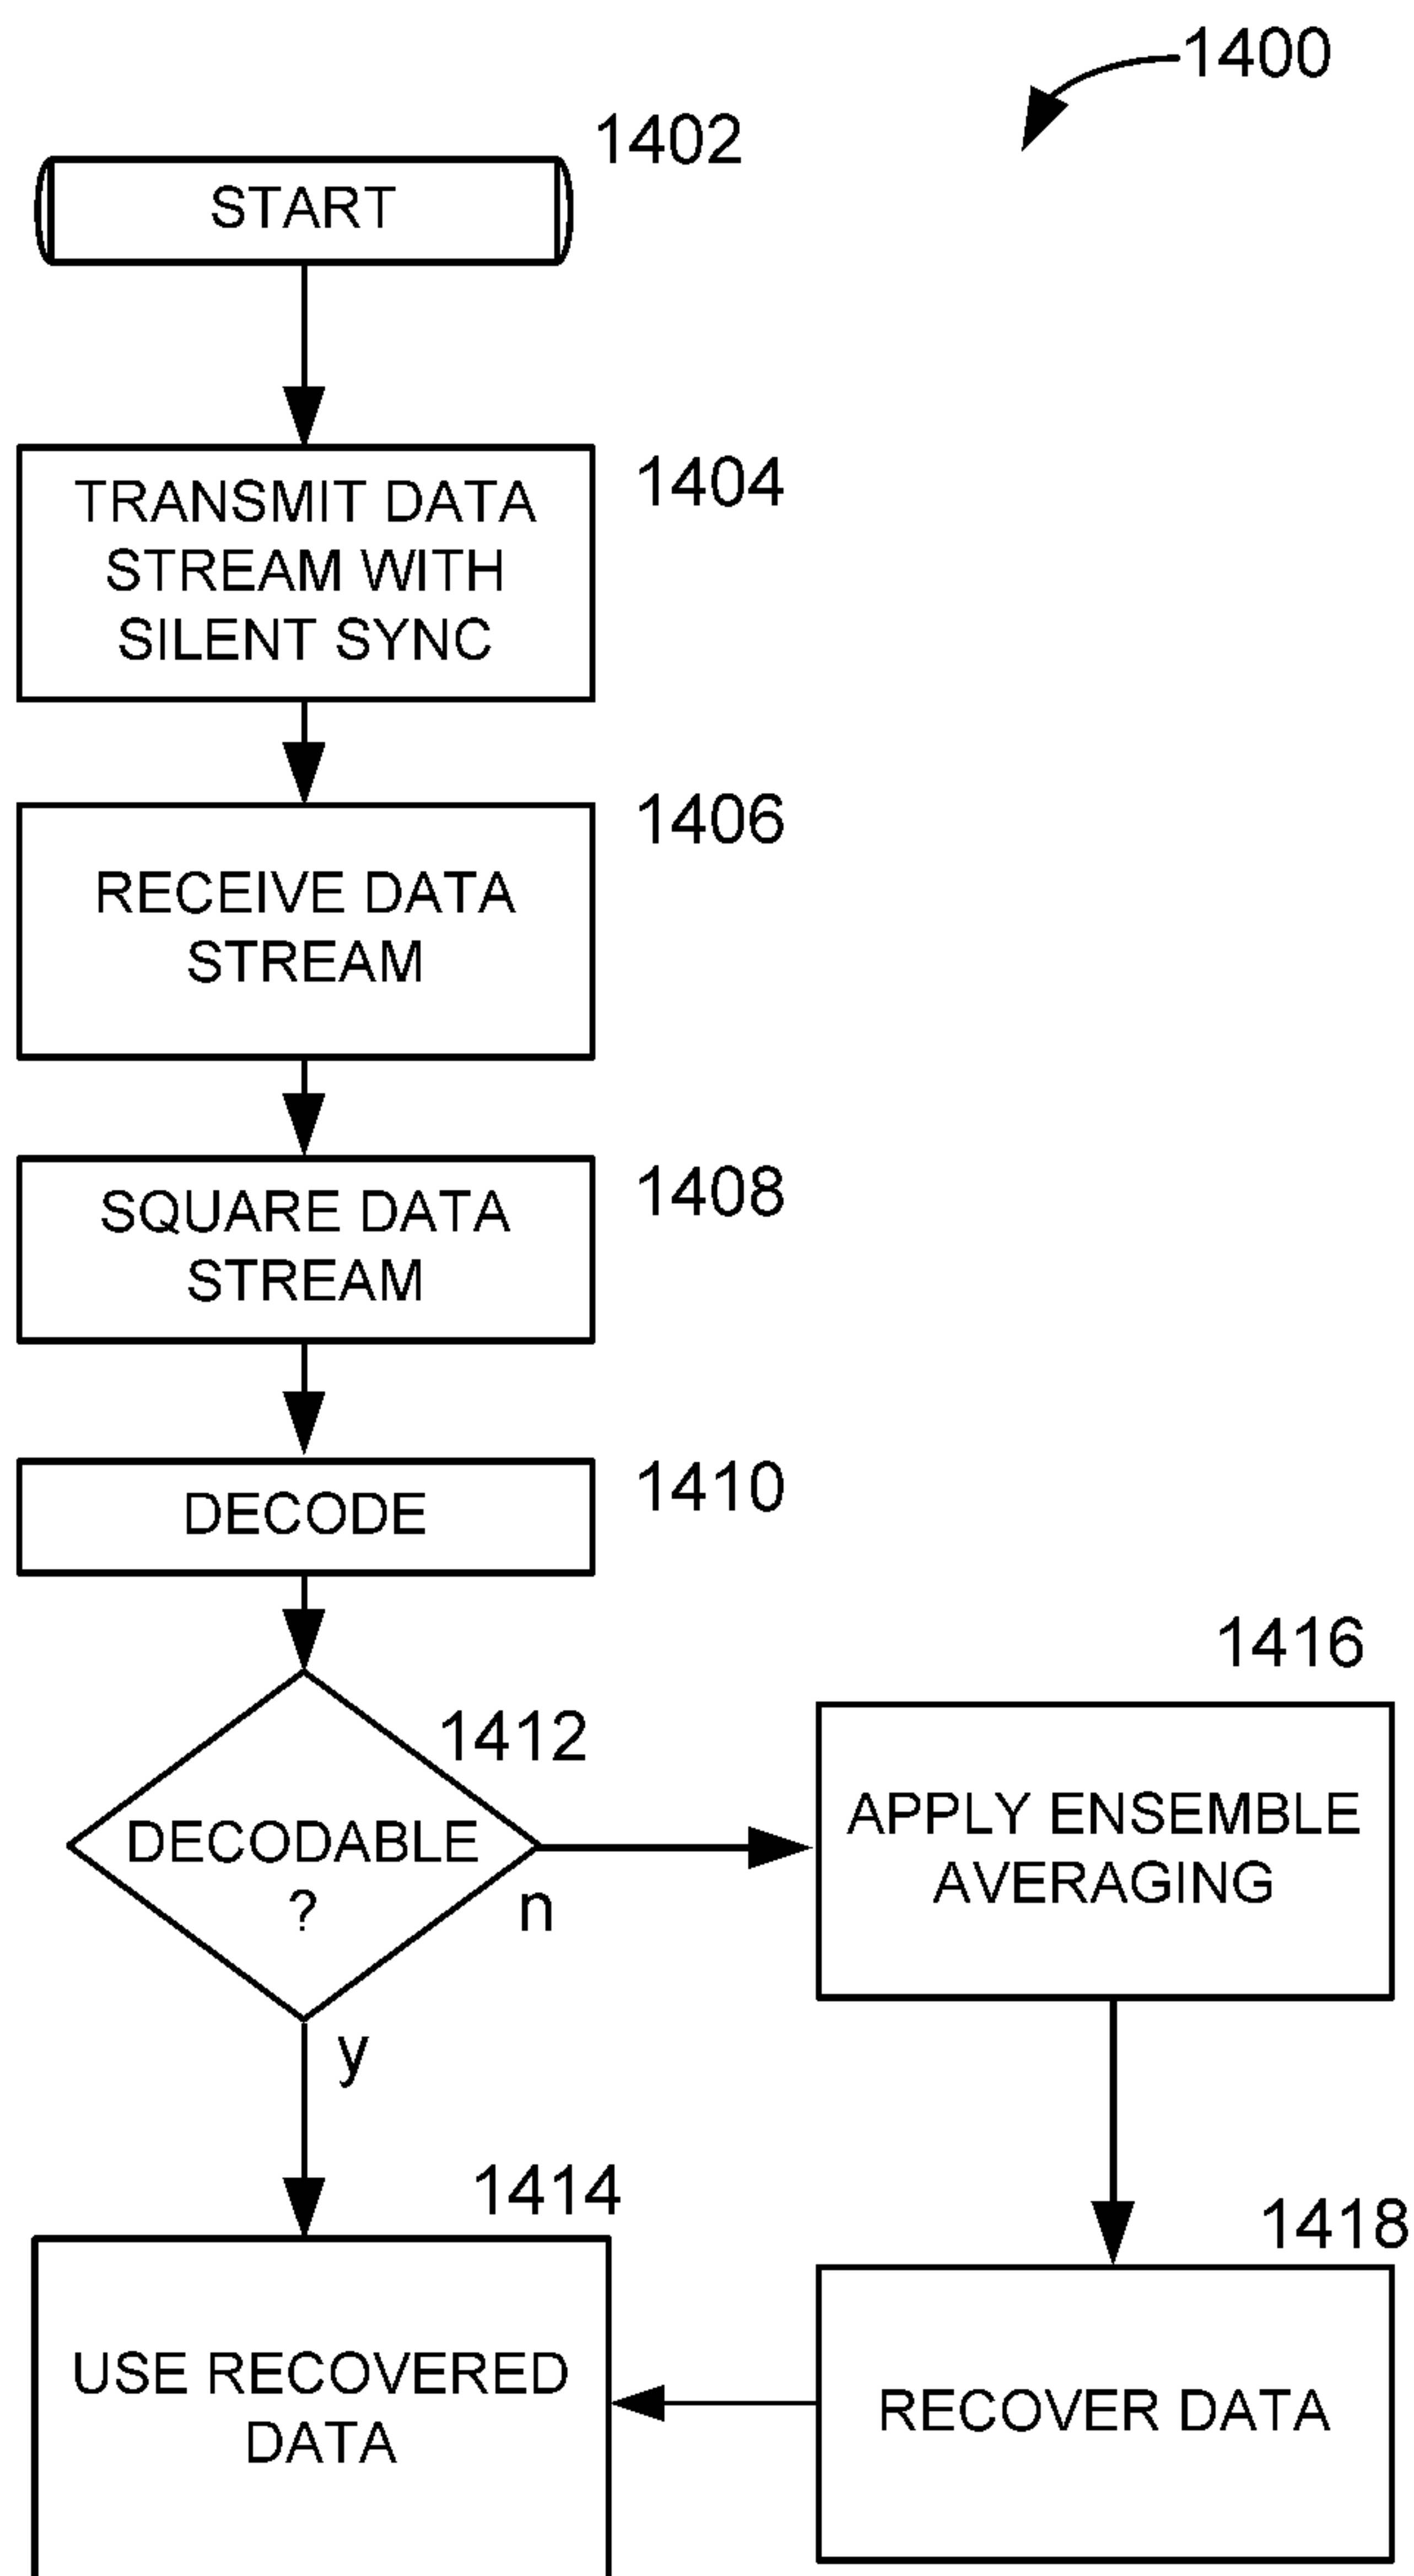 1400
1402
START
1404
TRANSMIT DATA
STREAM WITH
SILENT SYNC
1406
RECEIVE DATA
STREAM
1408
SQUARE DATA
STREAM
1410
DECODE
1412
DECODABLE
?
n
y
1416
APPLY ENSEMBLE
AVERAGING
1414
USE RECOVERED
DATA
1418
RECOVER DATA